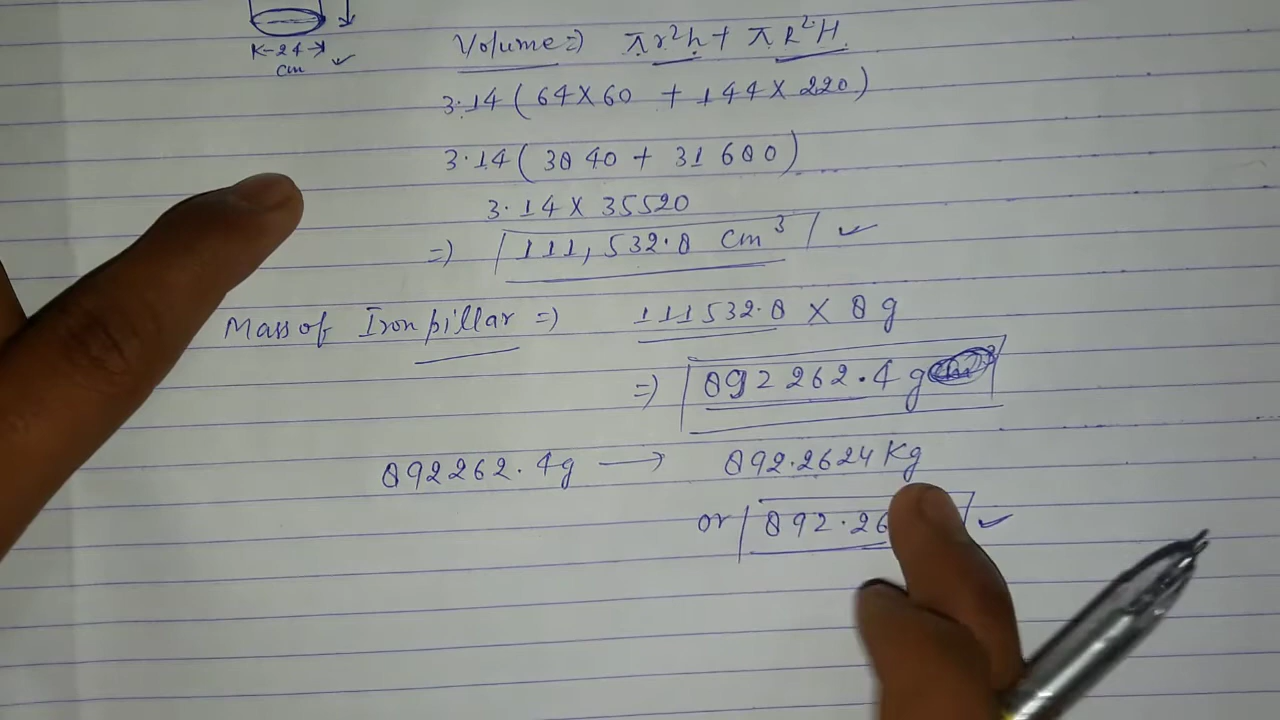 K-24->
cm ✓
Volume => πr²h + πR²H
3.14 (64 X 60 + 144 X 220)
3.14 (3840 + 31680)
3.14 X 35520
=> 111,532.8 cm³ ✓
Mass of Iron pillar => 111532.8 X 8 g
=> 892262.4 g
892262.4 g → 892.2624 Kg
or 892.26 ✓